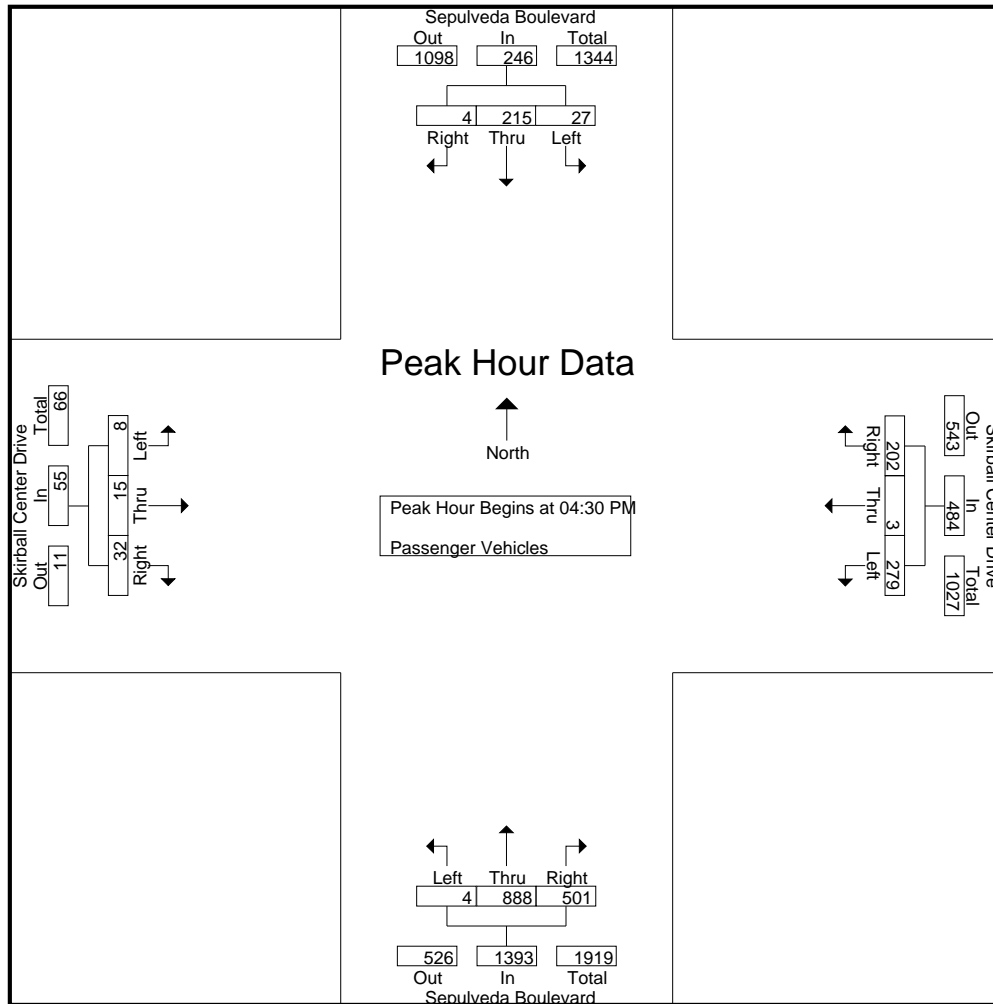 Sepulveda Boulevard
Out In Total
1098 246 1344
4 215 27
Right Thru Left
Peak Hour Data
North
Peak Hour Begins at 04:30 PM
Passenger Vehicles
Skirball Center Drive
Total In Out
66 55 11
8 15 32
Left Thru Right
Skirball Center Drive
Out In Total
543 484 1027
202 3 279
Right Thru Left
Left Thru Right
4 888 501
526 1393 1919
Out In Total
Sepulveda Boulevard